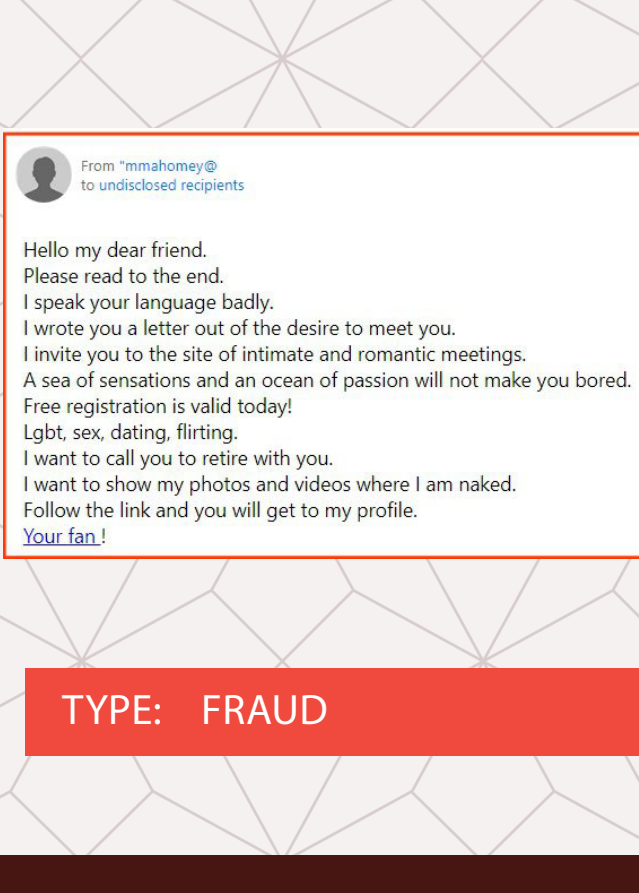 From "mmahomey@
to undisclosed recipients
Hello my dear friend.
Please read to the end.
I speak your language badly.
I wrote you a letter out of the desire to meet you.
I invite you to the site of intimate and romantic meetings.
A sea of sensations and an ocean of passion will not make you bored.
Free registration is valid today!
Lgbt, sex, dating, flirting.
I want to call you to retire with you.
I want to show my photos and videos where I am naked.
Follow the link and you will get to my profile.
Your fan !
TYPE: FRAUD